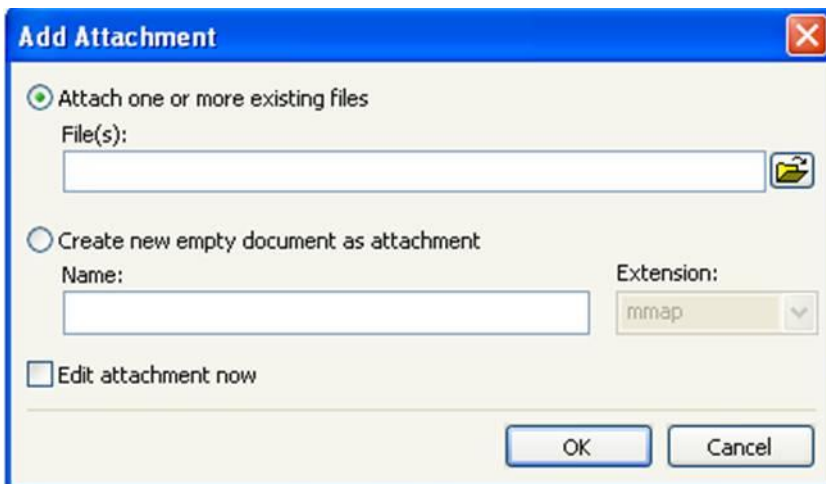 Add Attachment
Attach one or more existing files
File(s):
Create new empty document as attachment
Name:
Extension:
mmap
Edit attachment now
OK
Cancel